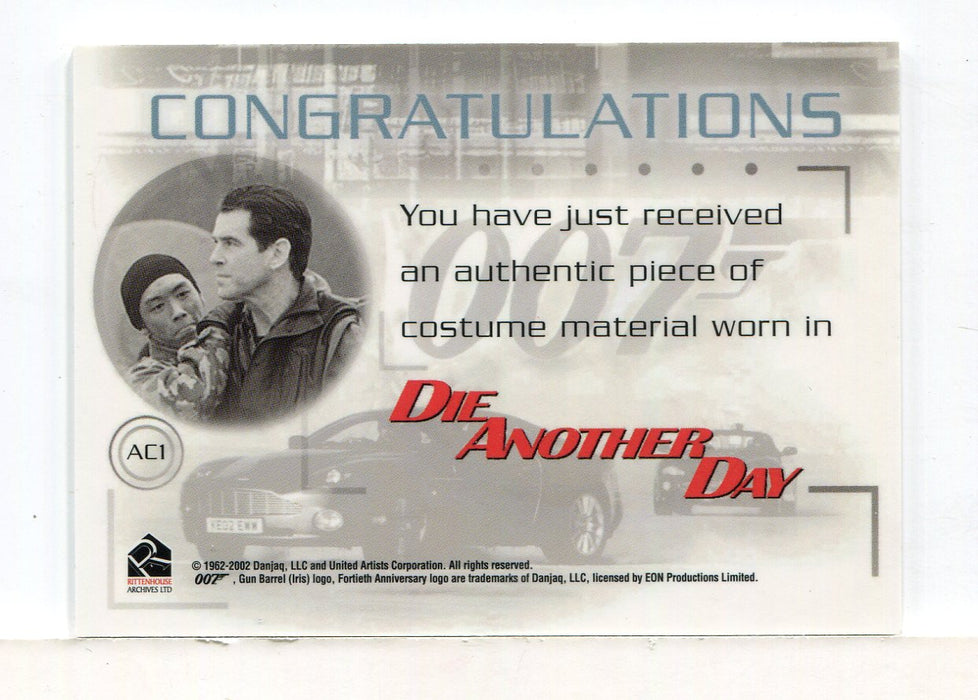 CONGRATULATIONS
You have just received
an authentic piece of
costume material worn in
007
DIE
ANOTHER
DAY
AC1
KE02 EWW
RITTENHOUSE
ARCHIVES LTD
© 1962-2002 Danjaq, LLC and United Artists Corporation. All rights reserved.
007, Gun Barrel (Iris) logo, Fortieth Anniversary logo are trademarks of Danjaq, LLC, licensed by EON Productions Limited.